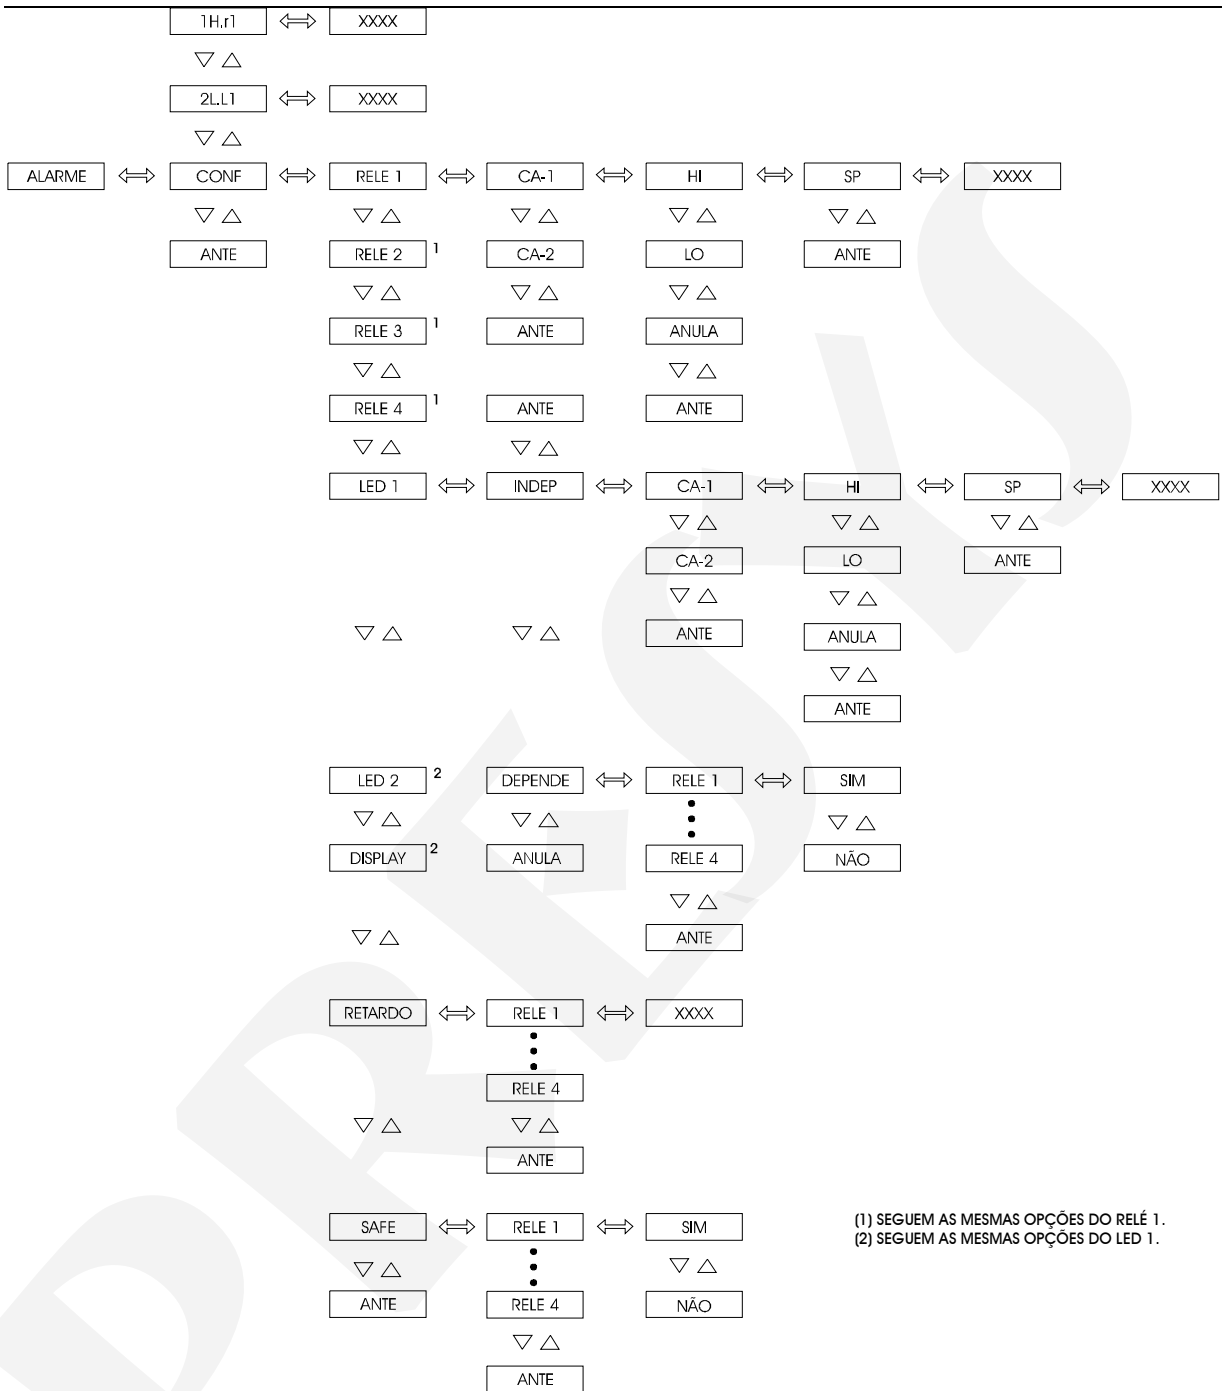 1H.r1 XXXX
2L.L1 XXXX
ALARME CONF RELE 1 CA-1 HI SP XXXX
ANTE RELE 2 1 CA-2 LO ANTE
RELE 3 1 ANTE ANULA
RELE 4 1 ANTE ANTE
LED 1 INDEP CA-1 HI SP XXXX
CA-2 LO ANTE
ANTE ANULA
ANTE
LED 2 2 DEPENDE RELE 1 SIM
DISPLAY 2 ANULA RELE 4 NÃO
ANTE
RETARDO RELE 1 XXXX
RELE 4
ANTE
SAFE RELE 1 SIM
ANTE RELE 4 NÃO
ANTE
(1) SEGUEM AS MESMAS OPÇÕES DO RELÉ 1.
(2) SEGUEM AS MESMAS OPÇÕES DO LED 1.
PRESYS